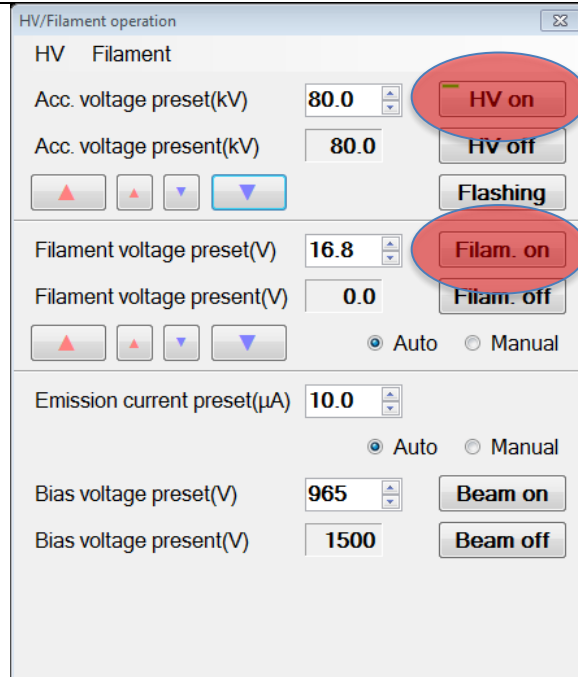 HV/Filament operation
HV Filament
Acc. voltage preset(kV) 80.0 HV on
Acc. voltage present(kV) 80.0 HV off
Flashing
Filament voltage preset(V) 16.8 Filam. on
Filament voltage present(V) 0.0 Filam. off
Auto Manual
Emission current preset(µA) 10.0
Auto Manual
Bias voltage preset(V) 965 Beam on
Bias voltage present(V) 1500 Beam off